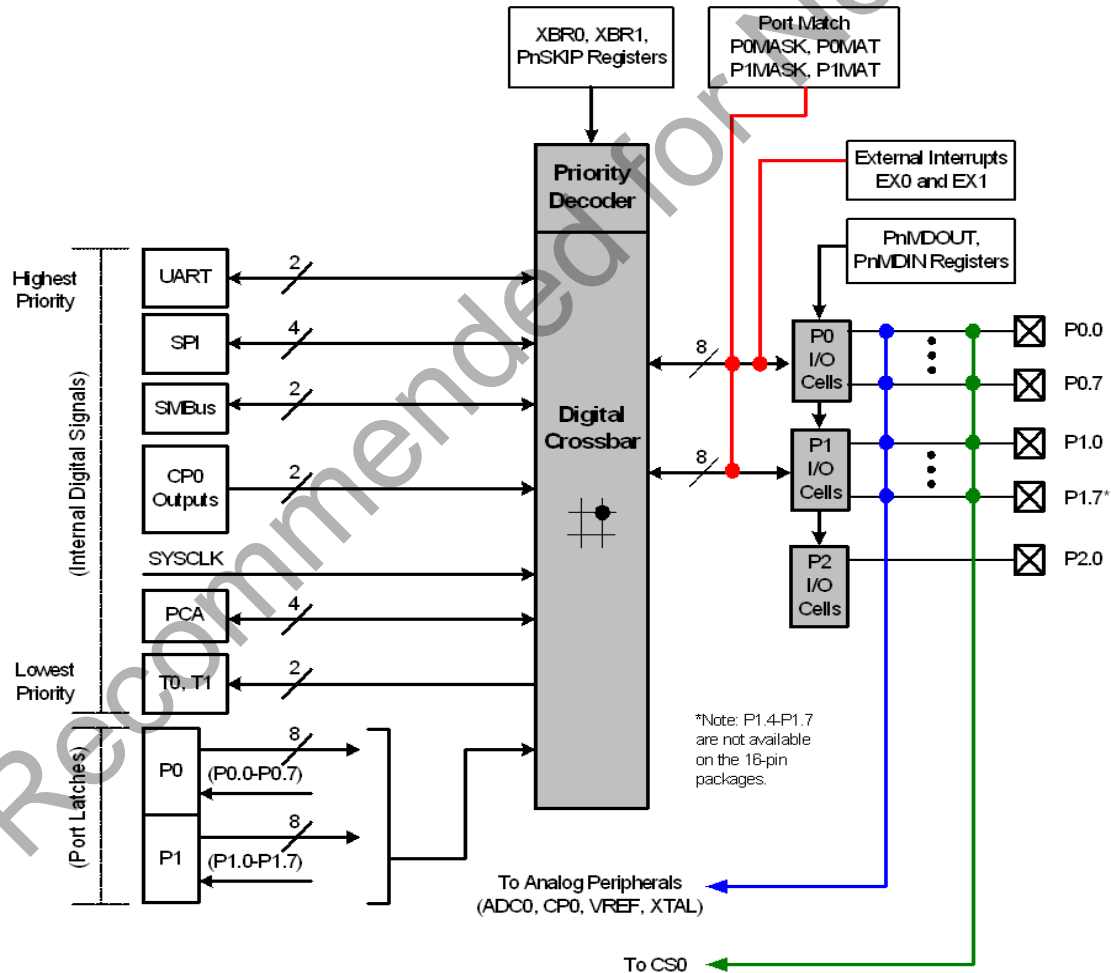 XBR0, XBR1,
PnSKIP Registers
Port Match
P0MASK, P0MAT
P1MASK, P1MAT
External Interrupts
EX0 and EX1
Priority
Decoder
PnMDOUT,
PnMDIN Registers
Highest
Priority
UART
2
SPI
4
SMBus
2
CP0
Outputs
2
SYSCLK
PCA
4
Lowest
Priority
T0, T1
2
(Internal Digital Signals)
Digital
Crossbar
8
8
P0
I/O
Cells
P1
I/O
Cells
P2
I/O
Cells
P0.0
P0.7
P1.0
P1.7*
P2.0
(Port Latches)
P0
8
(P0.0-P0.7)
P1
8
(P1.0-P1.7)
*Note: P1.4-P1.7
are not available
on the 16-pin
packages.
To Analog Peripherals
(ADC0, CP0, VREF, XTAL)
To CS0
Recommended for